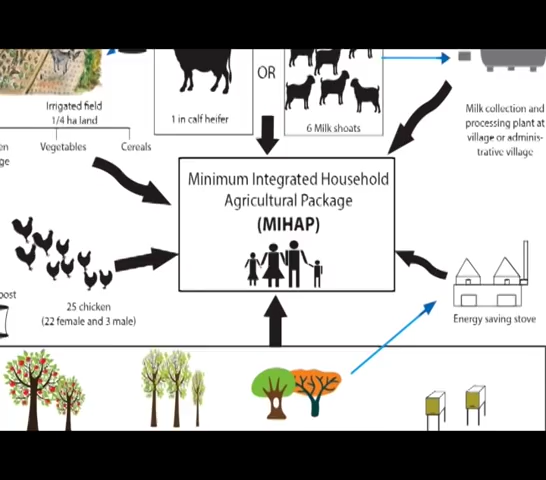 OR
Irrigated field
1/4 ha land
1 in calf heifer
6 Milk shoats
Milk collection and
processing plant at
village or adminis-
trative village
Vegetables
Cereals
Minimum Integrated Household
Agricultural Package
(MIHAP)
25 chicken
(22 female and 3 male)
Energy saving stove